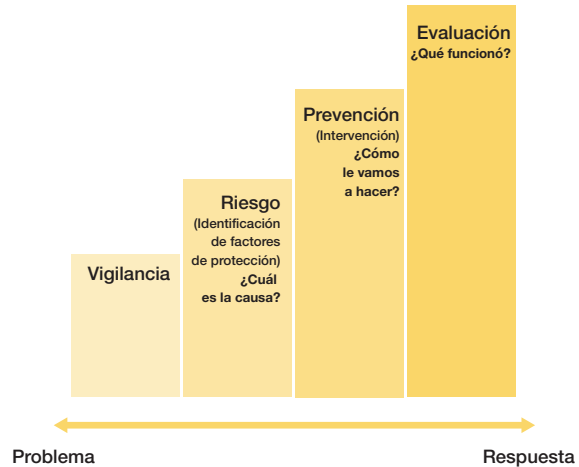 Evaluación
¿Qué funcionó?
Prevención
(Intervención)
¿Cómo
le vamos
a hacer?
Riesgo
(Identificación
de factores
de protección)
¿Cuál
es la causa?
Vigilancia
Problema
Respuesta